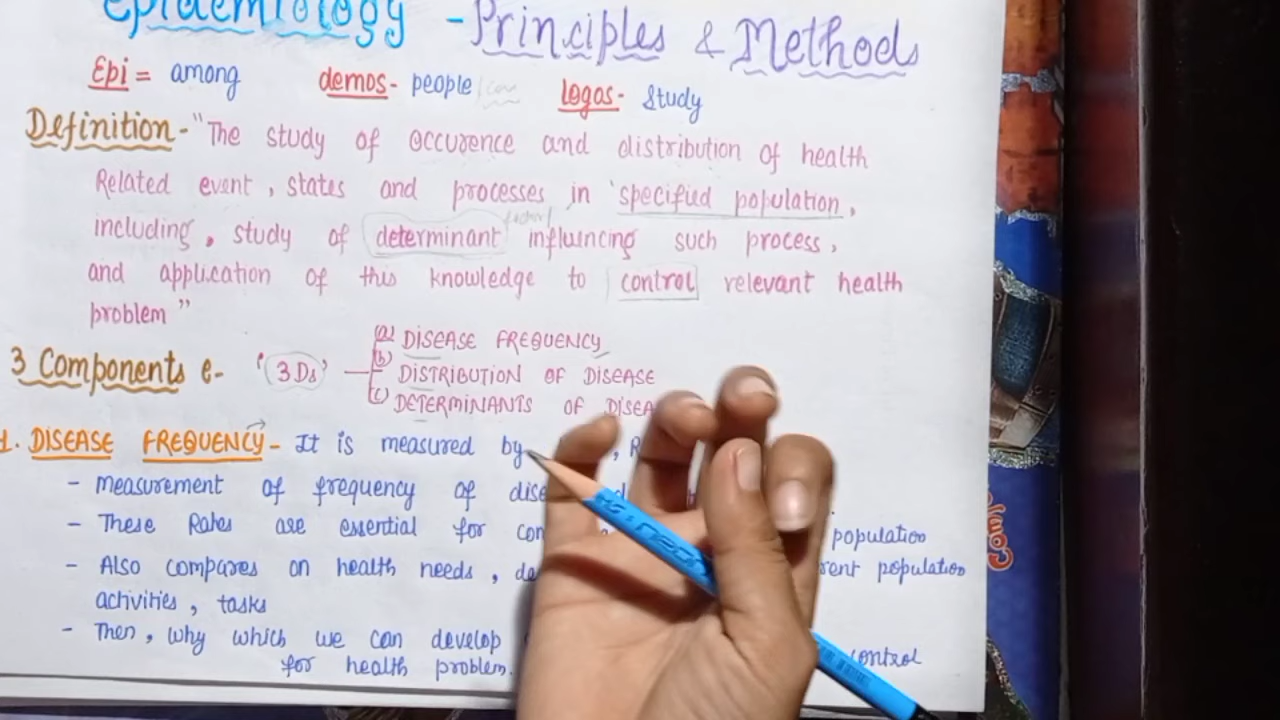 Epidemiology - Principles & Methods
Epi = among demos - people logos - Study
Definition - "The study of occurence and distribution of health
Related event, states and processes in 'specified population,
including, study of determinant influencing such process,
and application of this knowledge to control relevant health
problem"
3 Components :- '3Ds' -
(a) DISEASE FREQUENCY
(b) DISTRIBUTION OF DISEASE
(c) DETERMINANTS OF
1. DISEASE FREQUENCY - It is measured by
- Measurement of frequency of
- These Rates are essential for population
- Also compares on health needs, population
activities, tasks
- Then, why which we can develop control
for health problem.